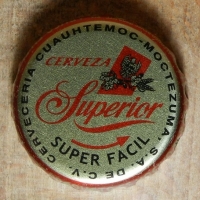 CERVECERIA CUAUHTEMOC-MOCTEZUMA, S.A. DE C.V.
CERVEZA
Superior
SUPER FACIL